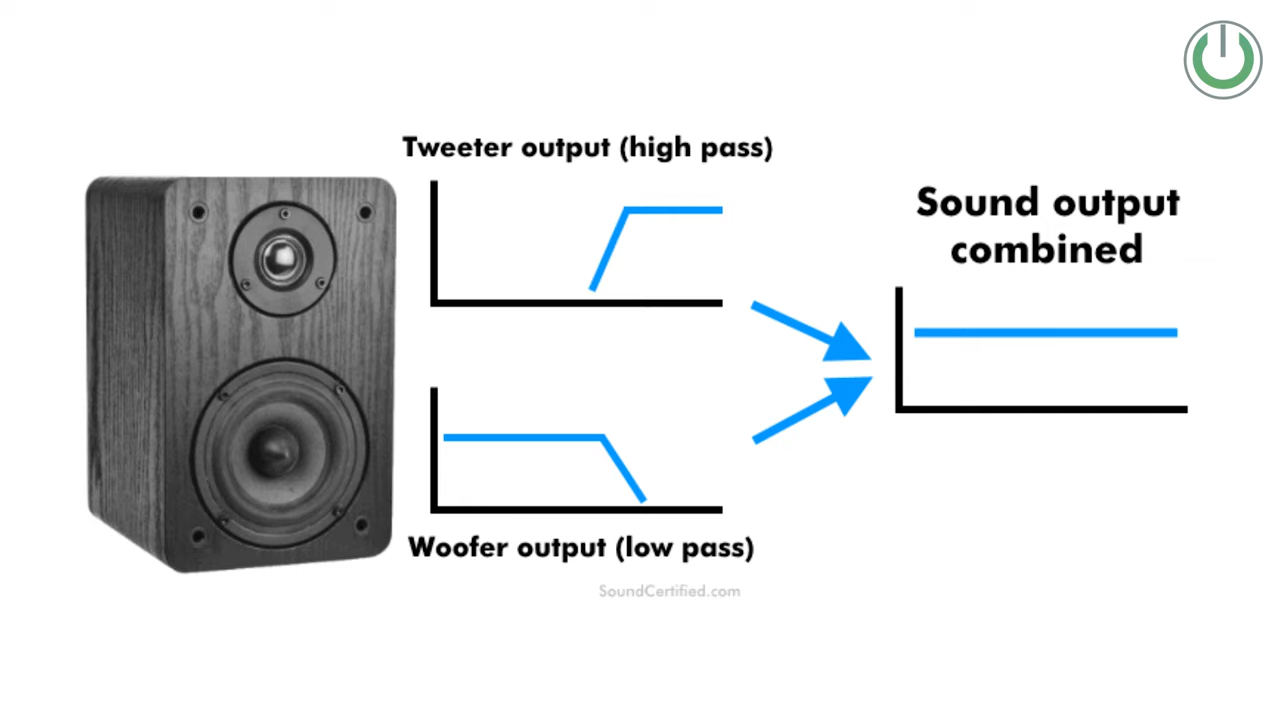 Tweeter output (high pass)
Sound output
combined
Woofer output (low pass)
SoundCertified.com